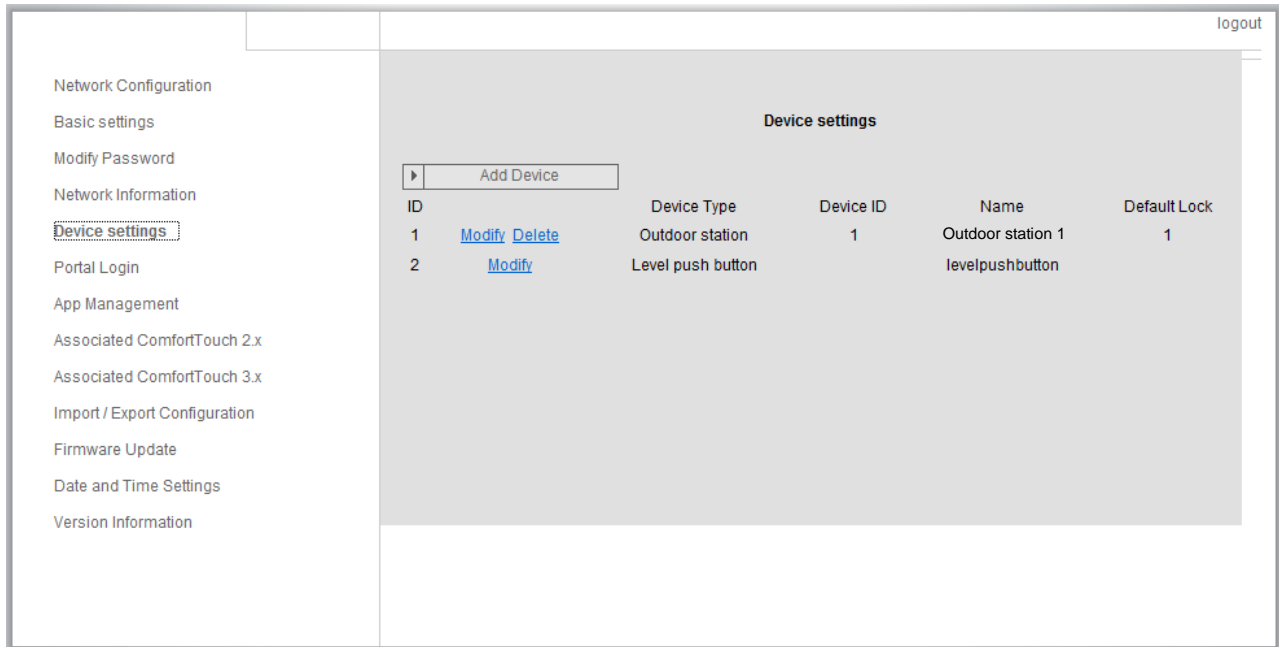 logout
Network Configuration
Basic settings
Modify Password
Network Information
Device settings
Portal Login
App Management
Associated ComfortTouch 2.x
Associated ComfortTouch 3.x
Import / Export Configuration
Firmware Update
Date and Time Settings
Version Information
Device settings
Add Device
ID Device Type Device ID Name Default Lock
1 Modify Delete Outdoor station 1 Outdoor station 1 1
2 Modify Level push button levelpushbutton